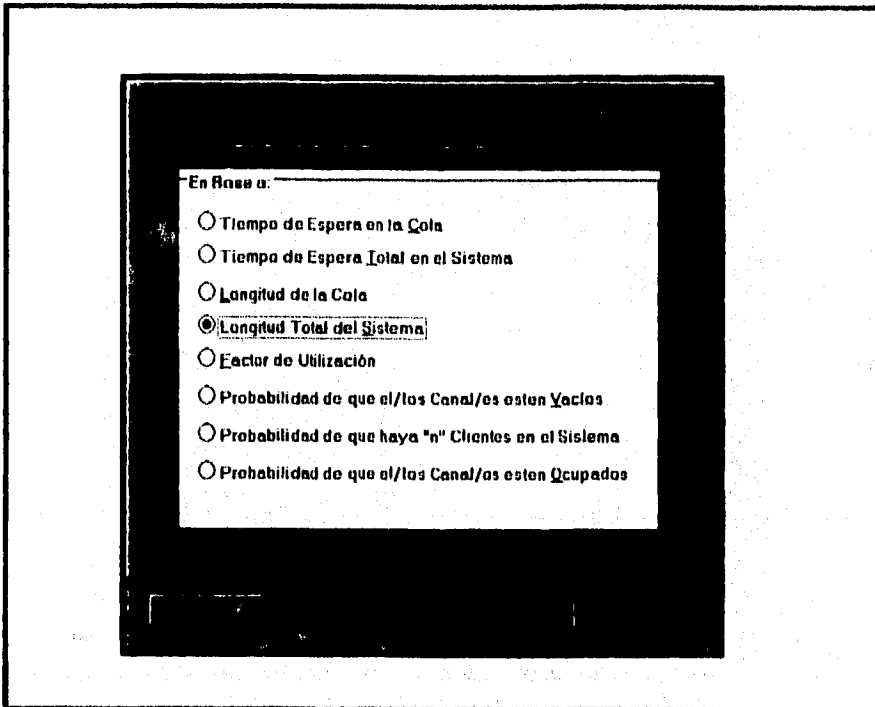 En Base a:
Tiempo de Espera en la Cola
Tiempo de Espera Total en el Sistema
Longitud de la Cola
Longitud Total del Sistema
Factor de Utilización
Probabilidad de que el/los Canal/es esten Vacíos
Probabilidad de que haya "n" Clientes en el Sistema
Probabilidad de que el/los Canal/es esten Ocupados